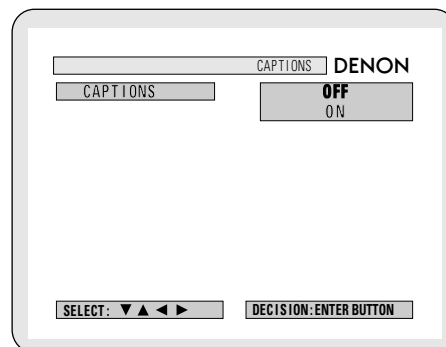 CAPTIONS DENON
CAPTIONS OFF
ON
SELECT: ▼ ▲ ◄ ► DECISION:ENTER BUTTON